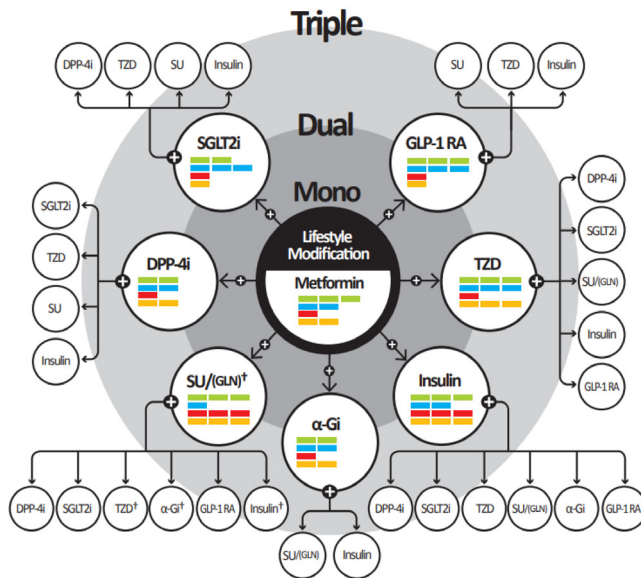 Triple
DPP-4i
TZD
SU
Insulin
SU
TZD
Insulin
Dual
SGLT2i
GLP-1 RA
Mono
Lifestyle
Modification
Metformin
SGLT2i
TZD
SU
Insulin
DPP-4i
TZD
DPP-4i
SGLT2i
SU/(GLN)
Insulin
GLP-1 RA
SU/(GLN)†
Insulin
α-Gi
DPP-4i
SGLT2i
TZD†
α-Gi†
GLP-1 RA
Insulin†
SU/(GLN)
Insulin
DPP-4i
SGLT2i
TZD
SU/(GLN)
α-Gi
GLP-1 RA